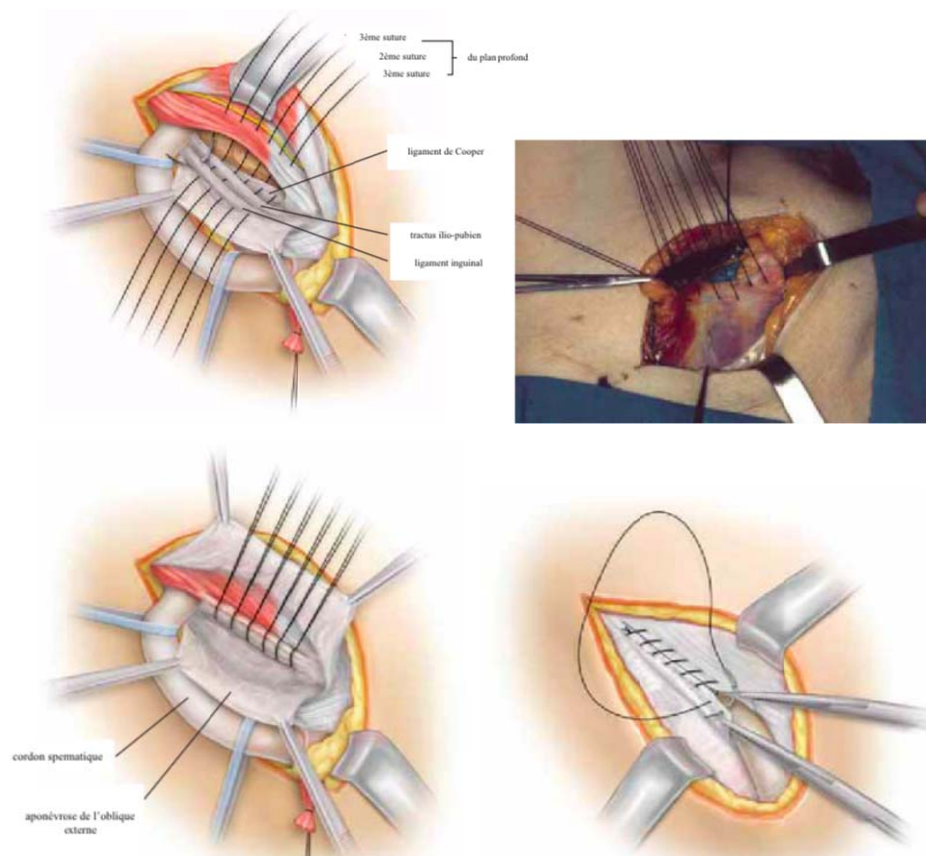 3ème suture
2ème suture
3ème suture
du plan profond
ligament de Cooper
tractus ilio-pubien
ligament inguinal
cordon spermatique
aponévrose de l'oblique
externe